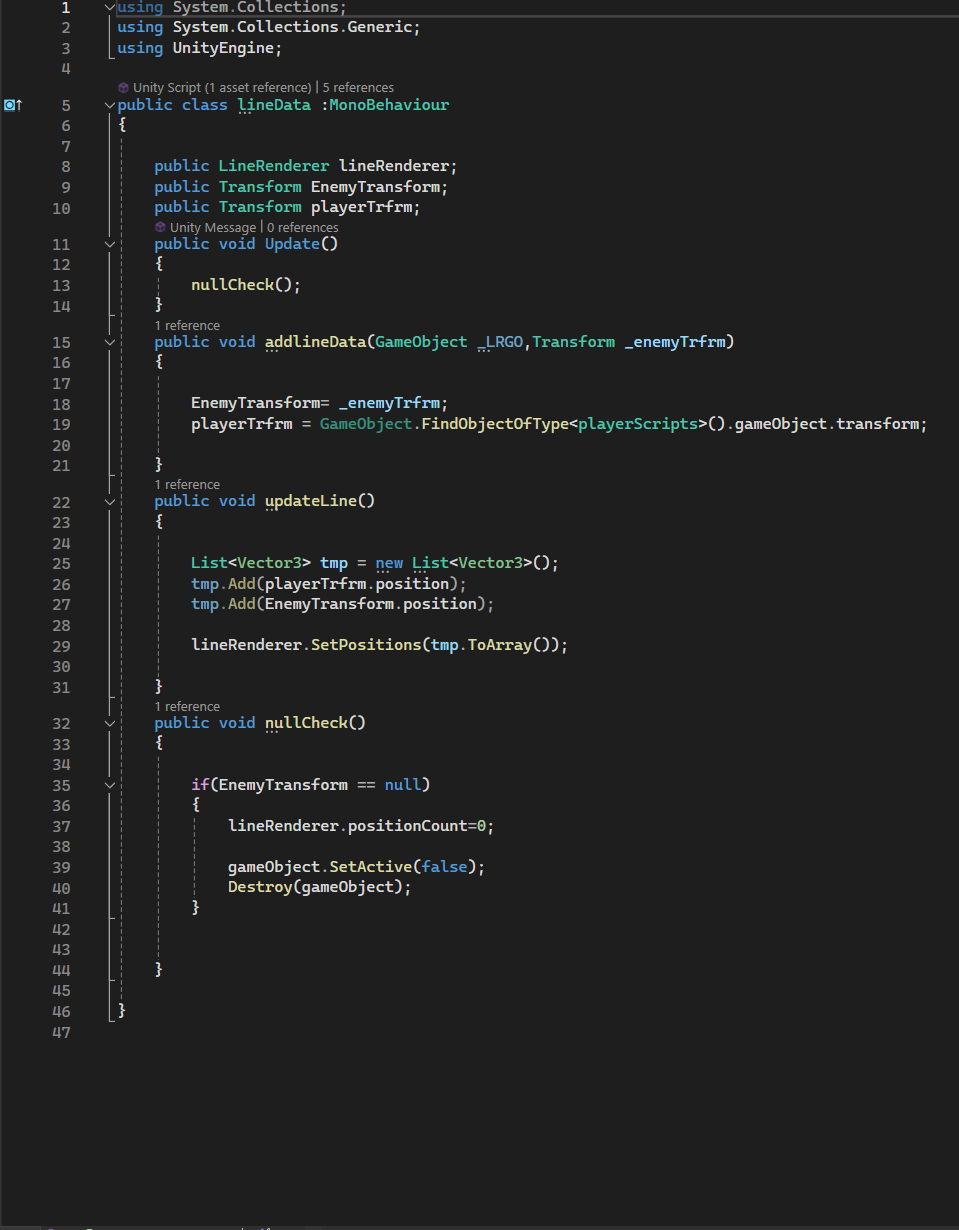 1 using System.Collections;
2 using System.Collections.Generic;
3 using UnityEngine;
4
Unity Script (1 asset reference) | 5 references
5 public class lineData :MonoBehaviour
6 {
7
8 public LineRenderer lineRenderer;
9 public Transform EnemyTransform;
10 public Transform playerTrfrm;
Unity Message | 0 references
11 public void Update()
12 {
13 nullCheck();
14 }
1 reference
15 public void addlineData(GameObject _LRGO,Transform _enemyTrfrm)
16 {
17
18 EnemyTransform= _enemyTrfrm;
19 playerTrfrm = GameObject.FindObjectOfType<playerScripts>().gameObject.transform;
20
21 }
1 reference
22 public void updateLine()
23 {
24
25 List<Vector3> tmp = new List<Vector3>();
26 tmp.Add(playerTrfrm.position);
27 tmp.Add(EnemyTransform.position);
28
29 lineRenderer.SetPositions(tmp.ToArray());
30
31 }
1 reference
32 public void nullCheck()
33 {
34
35 if(EnemyTransform == null)
36 {
37 lineRenderer.positionCount=0;
38
39 gameObject.SetActive(false);
40 Destroy(gameObject);
41 }
42
43
44 }
45
46 }
47